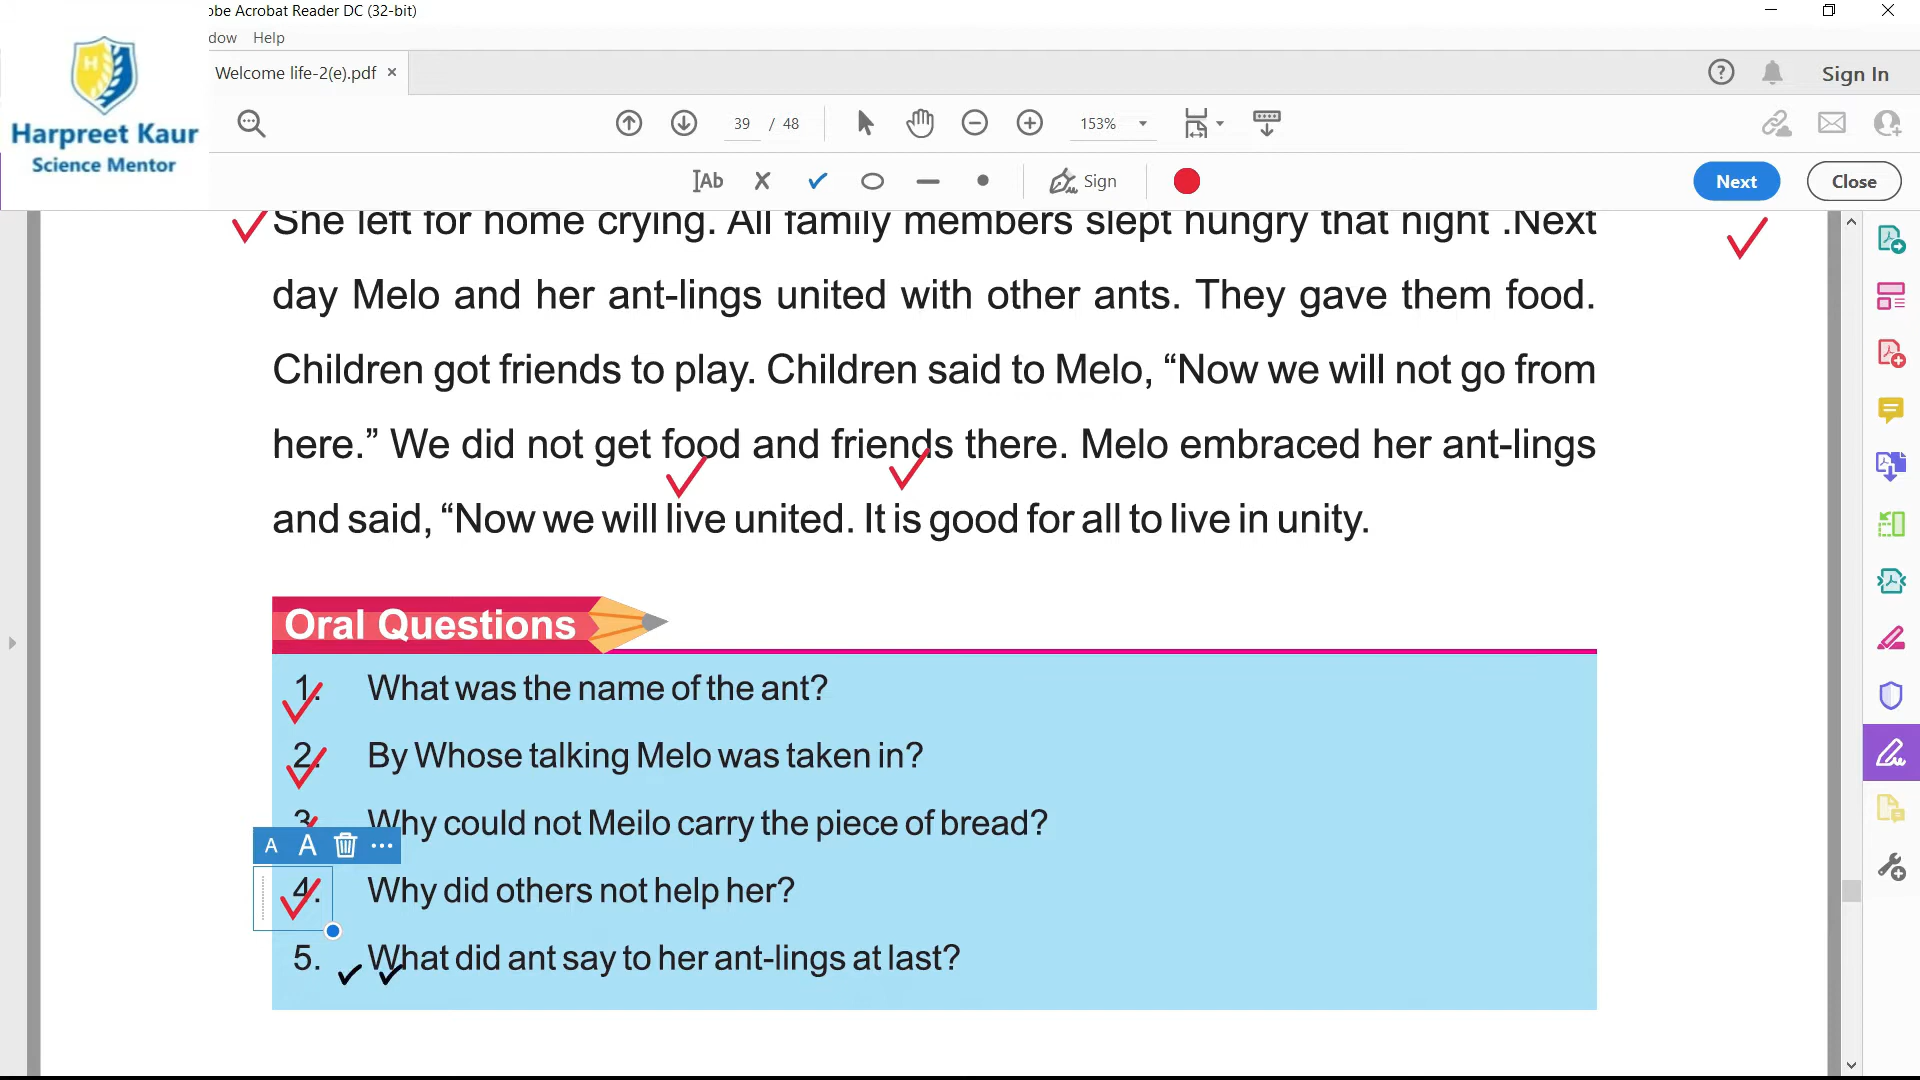 obe Acrobat Reader DC (32-bit)
dow Help
Welcome life-2(e).pdf ×
Sign In
Harpreet Kaur
Science Mentor
39 / 48
153%
Ab
Sign
Next
Close
She left for home crying. All family members slept hungry that night .Next
day Melo and her ant-lings united with other ants. They gave them food.
Children got friends to play. Children said to Melo, “Now we will not go from
here.” We did not get food and friends there. Melo embraced her ant-lings
and said, “Now we will live united. It is good for all to live in unity.
Oral Questions
1. What was the name of the ant?
2. By Whose talking Melo was taken in?
3. Why could not Meilo carry the piece of bread?
A A ...
4. Why did others not help her?
5. What did ant say to her ant-lings at last?